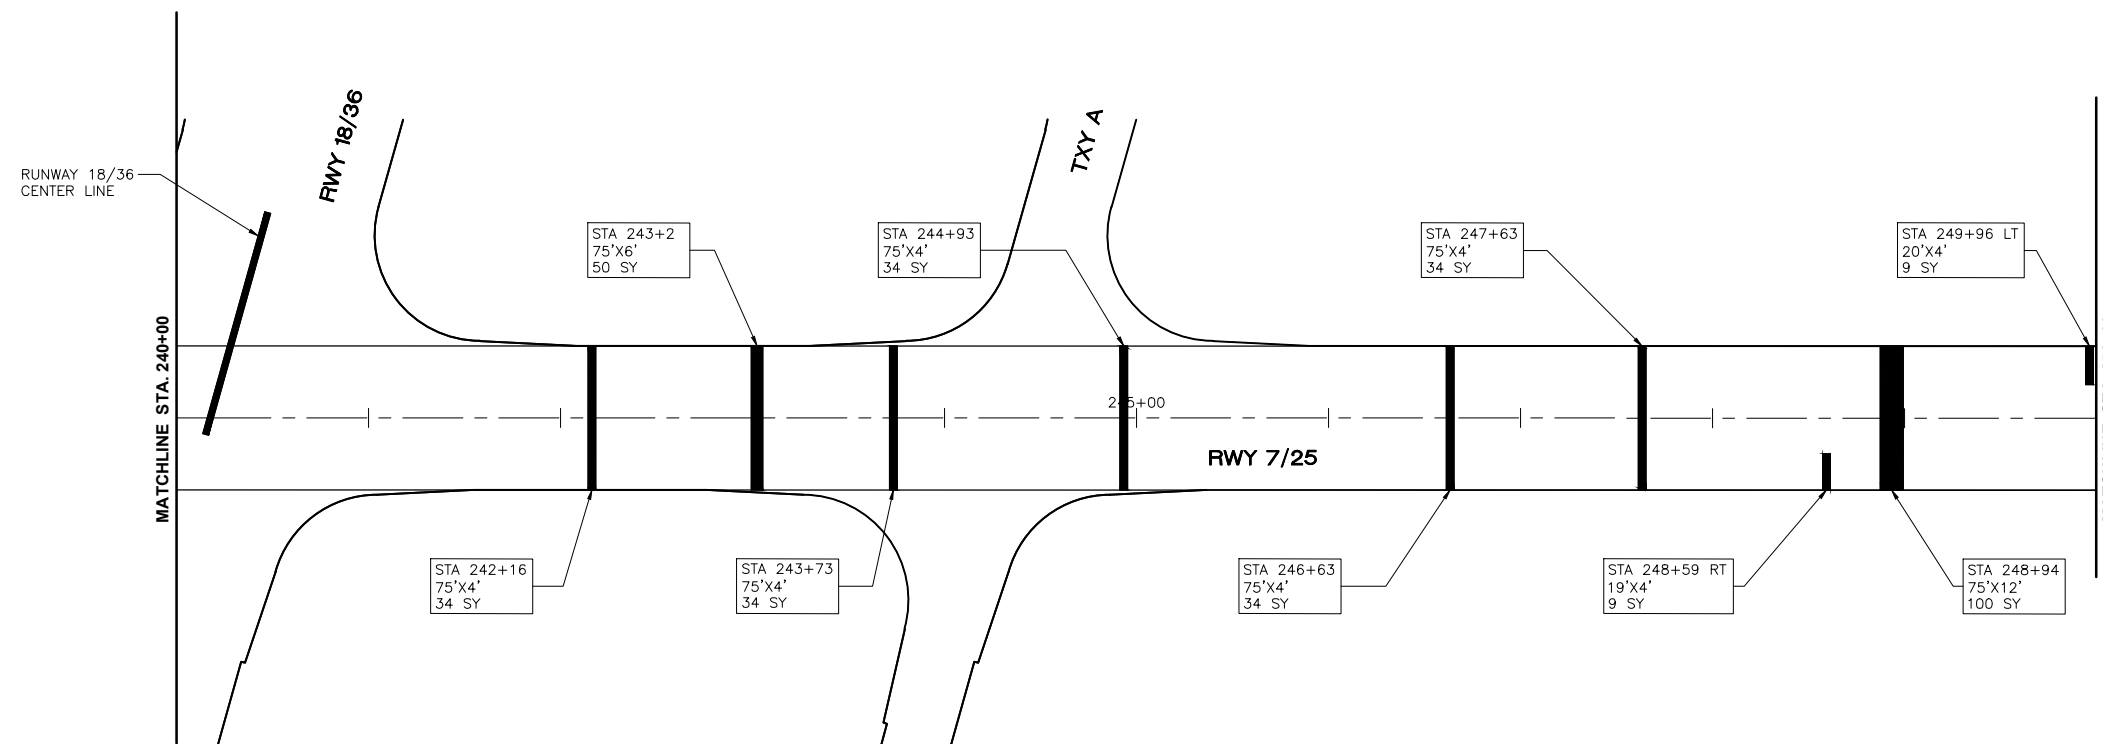 RWY 18/36
TXY A
RUNWAY 18/36
CENTER LINE
STA 243+2
75'X6'
50 SY
STA 244+93
75'X4'
34 SY
STA 247+63
75'X4'
34 SY
STA 249+96 LT
20'X4'
9 SY
MATCHLINE STA. 240+00
245+00
RWY 7/25
STA 242+16
75'X4'
34 SY
STA 243+73
75'X4'
34 SY
STA 246+63
75'X4'
34 SY
STA 248+59 RT
19'X4'
9 SY
STA 248+94
75'X12'
100 SY